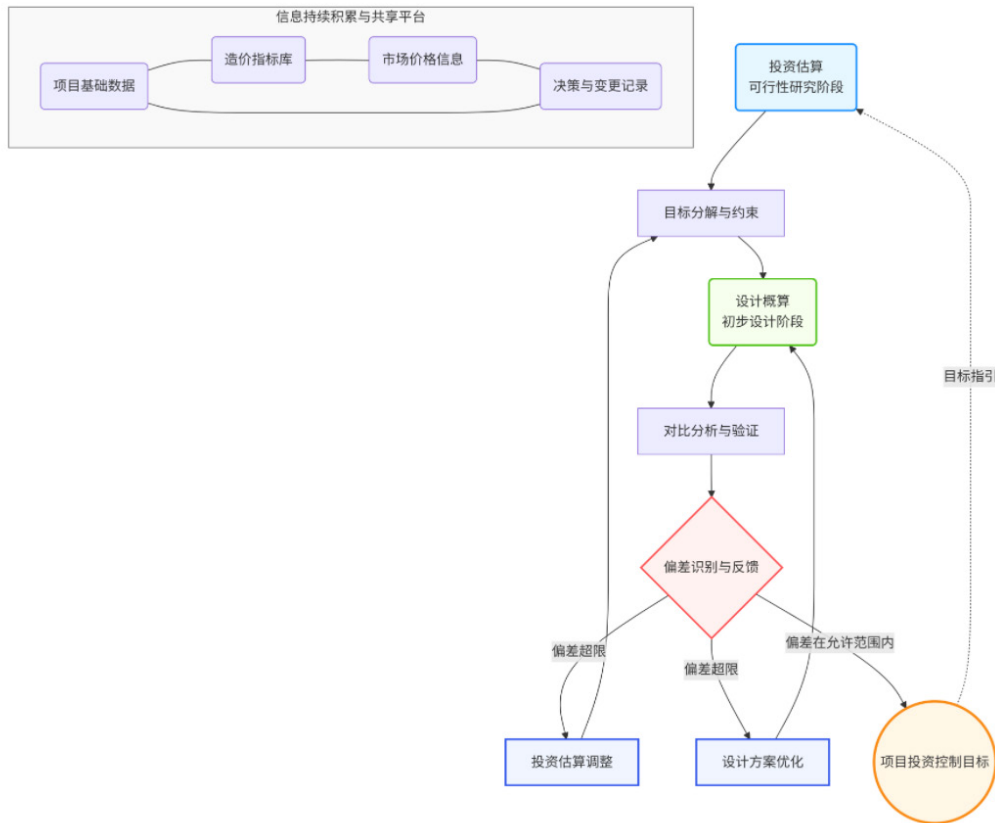 信息持续积累与共享平台
造价指标库
市场价格信息
项目基础数据
决策与变更记录
投资估算
可行性研究阶段
目标分解与约束
设计概算
初步设计阶段
目标指引
对比分析与验证
偏差识别与反馈
偏差超限
偏差超限
偏差在允许范围内
投资估算调整
设计方案优化
项目投资控制目标